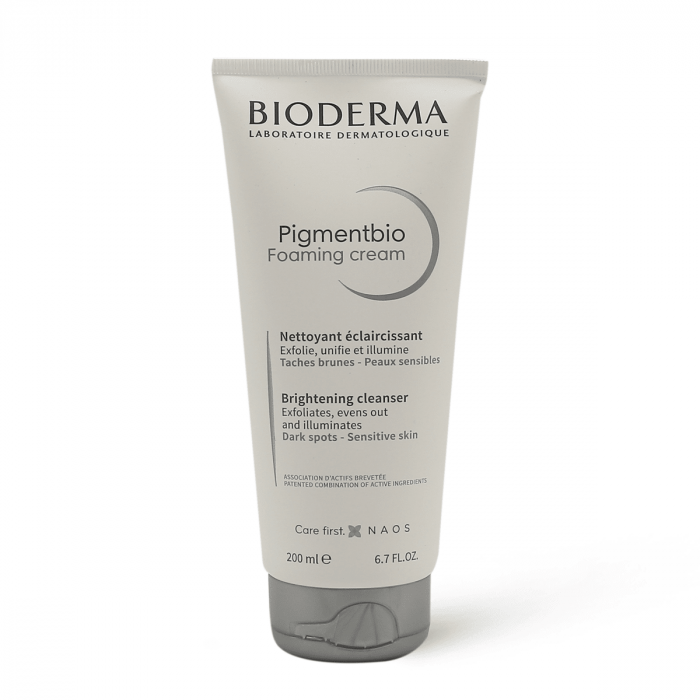 BIODERMA
LABORATOIRE DERMATOLOGIQUE
Pigmentbio
Foaming cream
Nettoyant éclaircissant
Exfolie, unifie et illumine
Taches brunes - Peaux sensibles
Brightening cleanser
Exfoliates, evens out
and illuminates
Dark spots - Sensitive skin
ASSOCIATION D'ACTIFS BREVETÉE
PATENTED COMBINATION OF ACTIVE INGREDIENTS
Care first. NAOS
200 ml ℮ 6.7 FL.OZ.